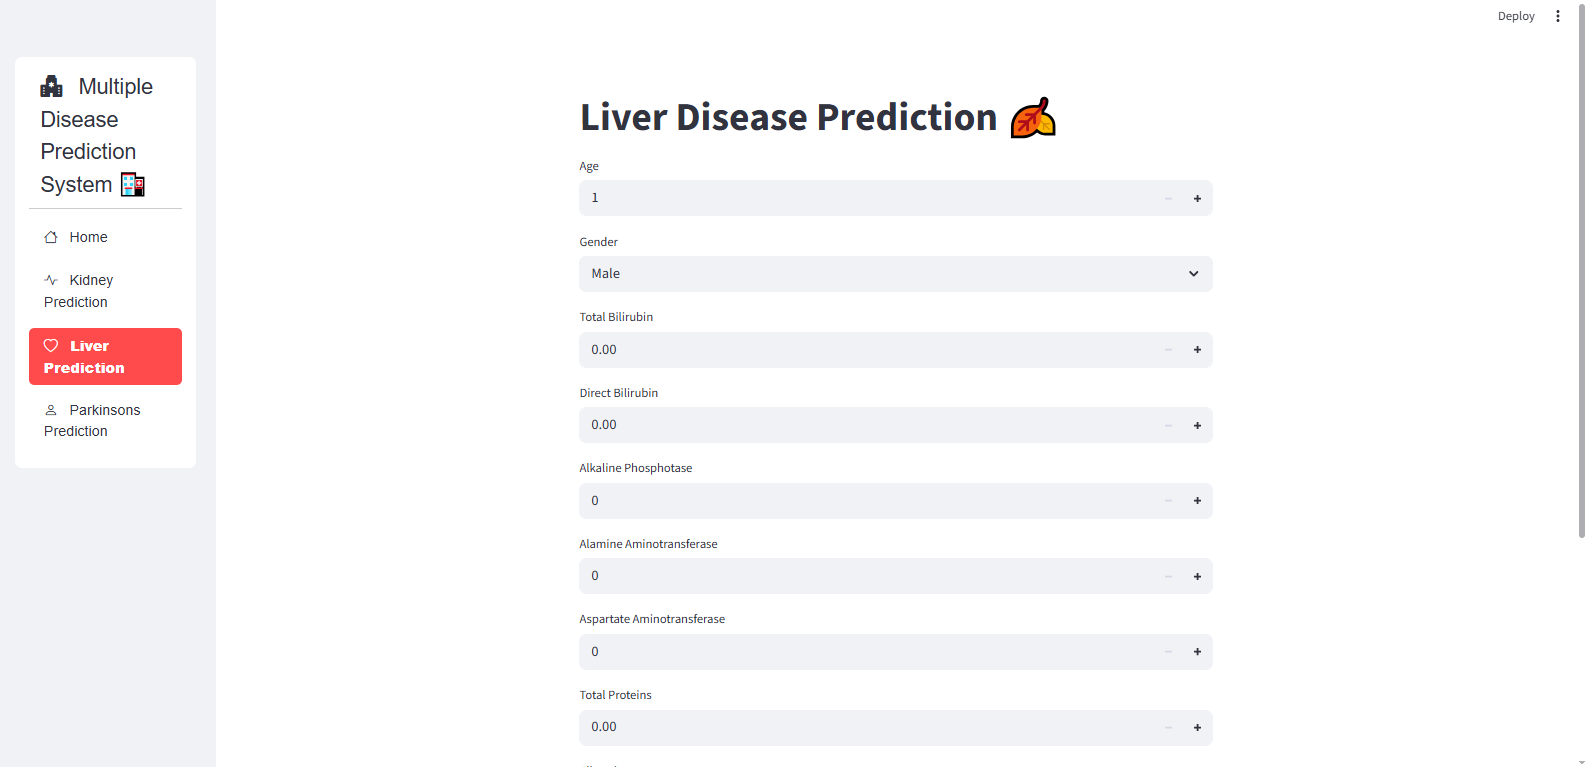 Deploy
Multiple
Disease
Prediction
System
Home
Kidney
Prediction
Liver
Prediction
Parkinsons
Prediction
Liver Disease Prediction
Age
1
Gender
Male
Total Bilirubin
0.00
Direct Bilirubin
0.00
Alkaline Phosphotase
0
Alamine Aminotransferase
0
Aspartate Aminotransferase
0
Total Proteins
0.00